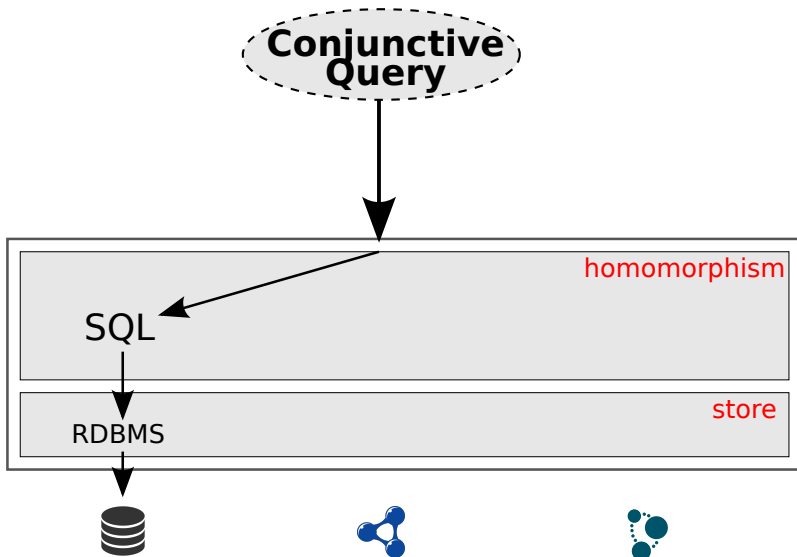 Conjunctive
Query
homomorphism
SQL
store
RDBMS